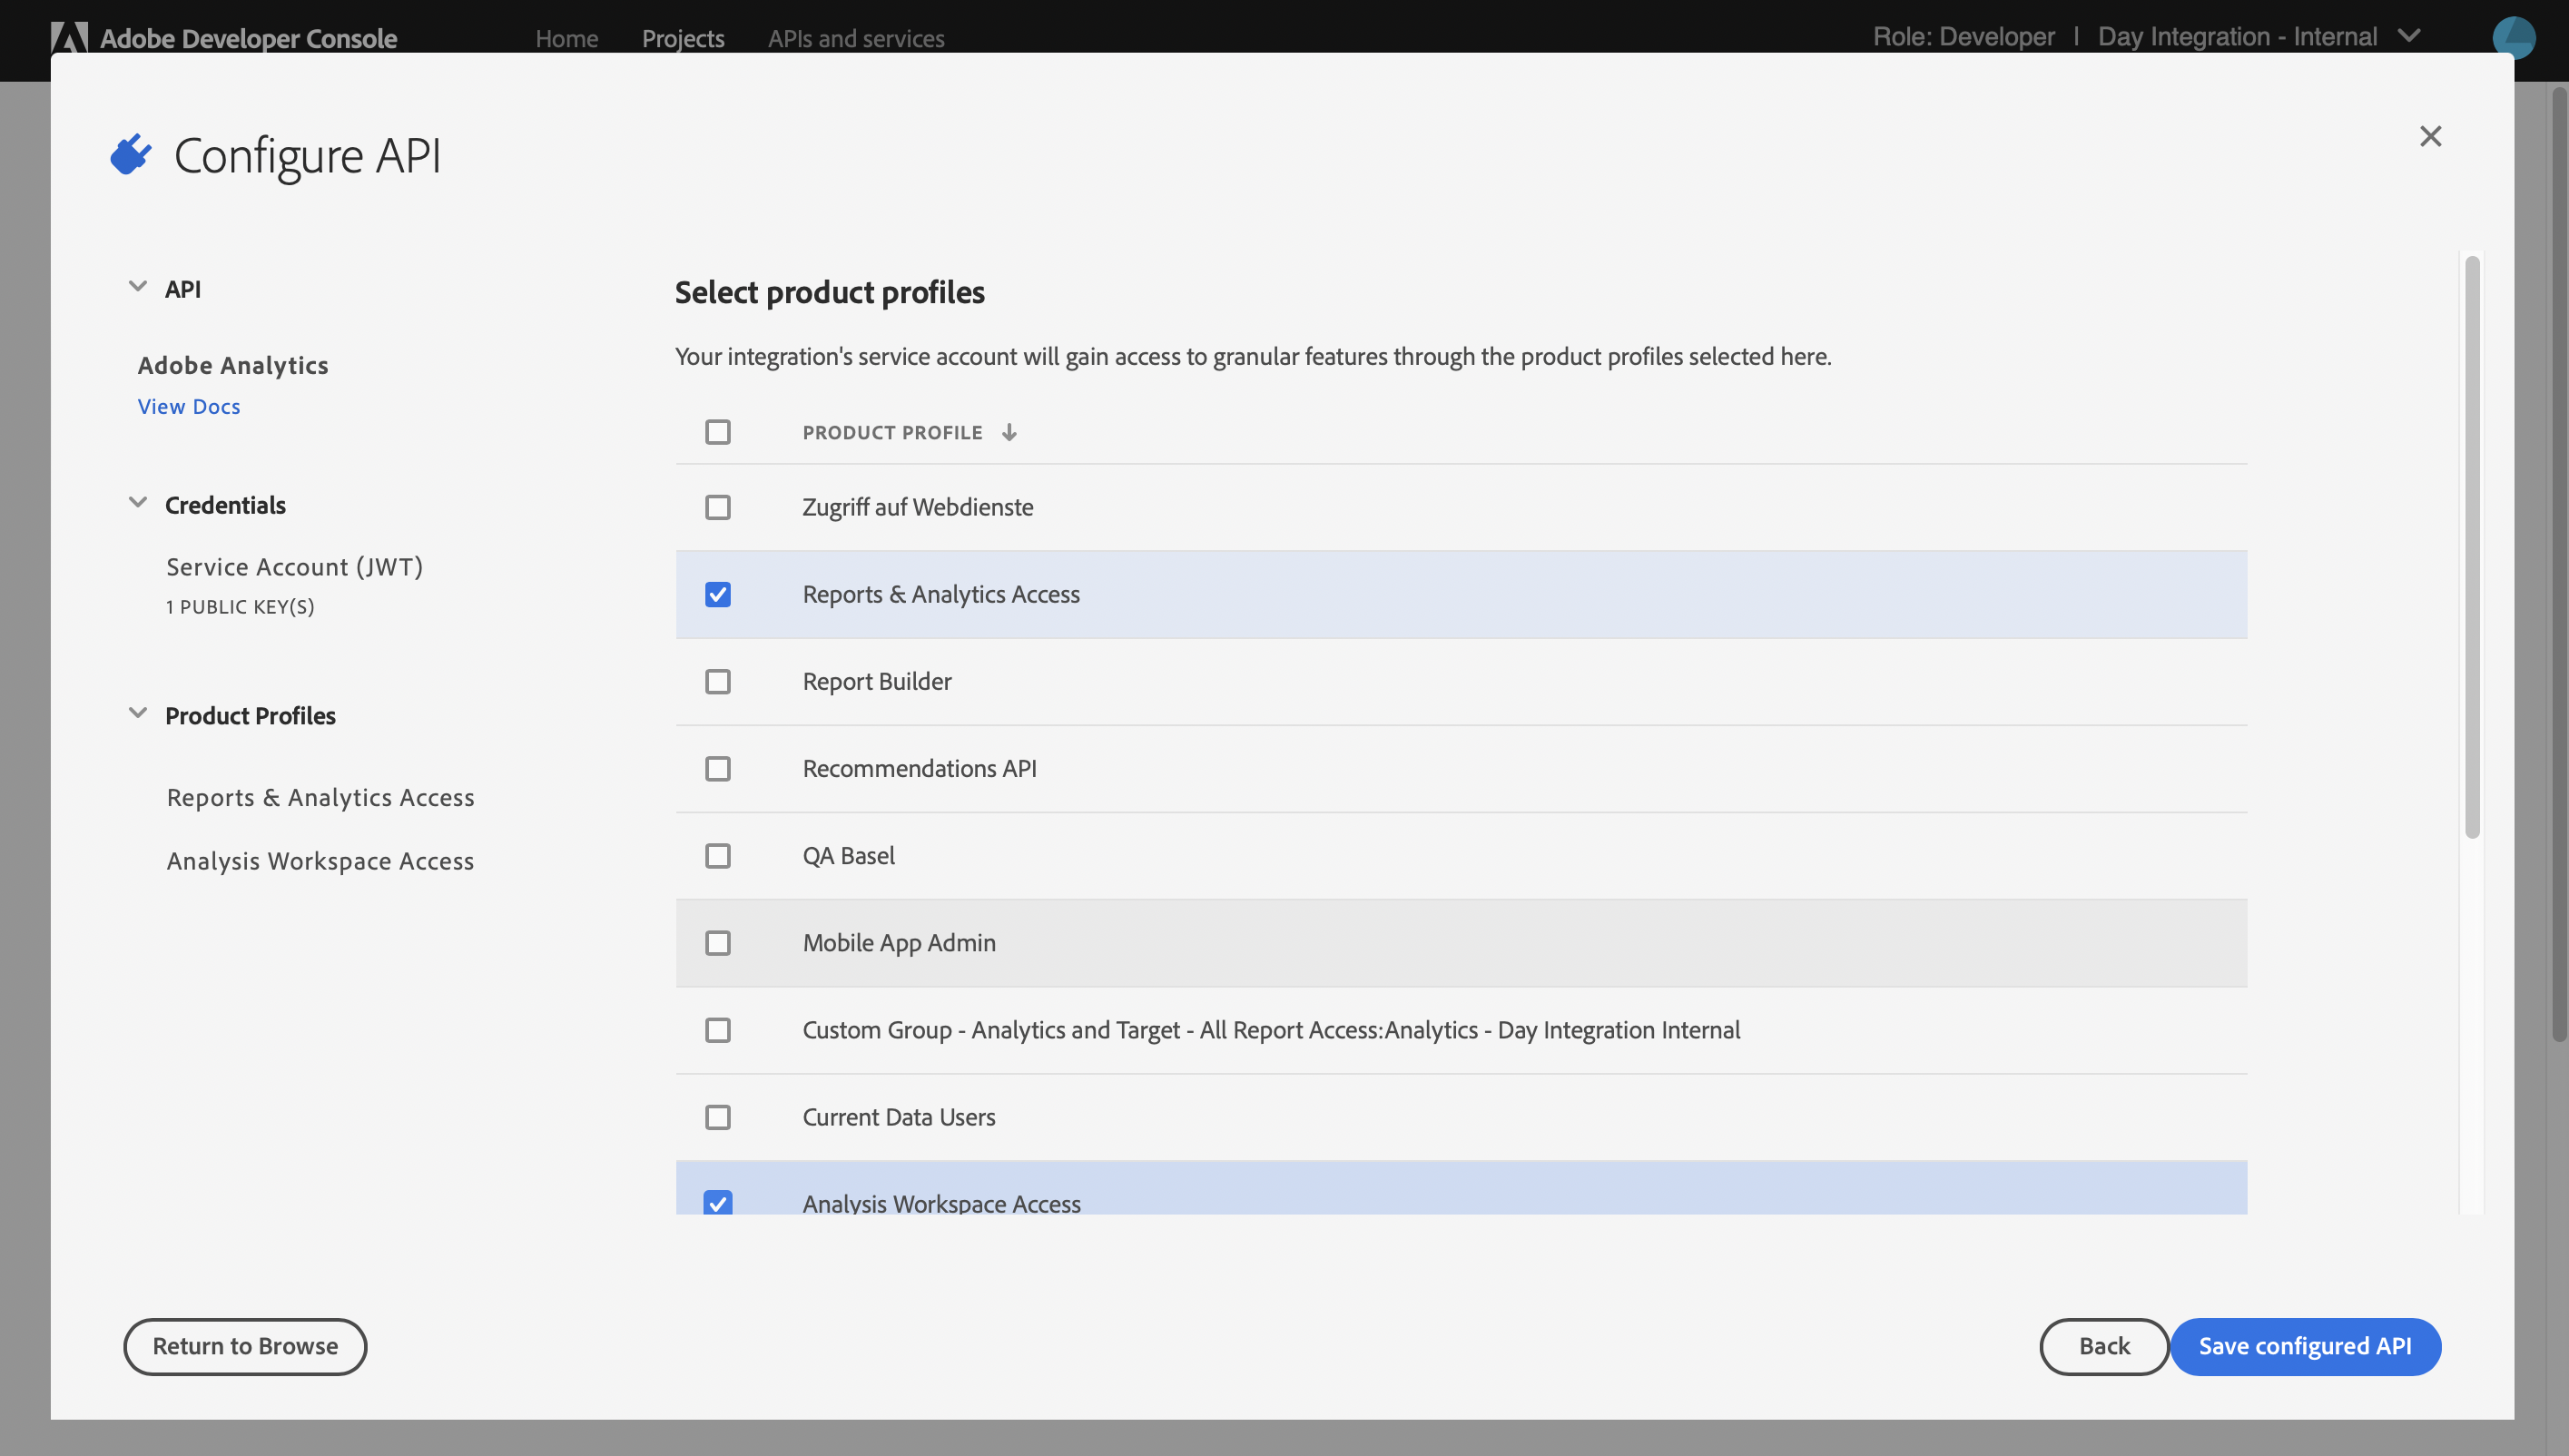 Adobe Developer Console
Home
Projects
APIs and services
Role: Developer | Day Integration - Internal
Configure API
API
Adobe Analytics
View Docs
Credentials
Service Account (JWT)
1 PUBLIC KEY(S)
Product Profiles
Reports & Analytics Access
Analysis Workspace Access
Select product profiles
Your integration's service account will gain access to granular features through the product profiles selected here.
PRODUCT PROFILE
Zugriff auf Webdienste
Reports & Analytics Access
Report Builder
Recommendations API
QA Basel
Mobile App Admin
Custom Group - Analytics and Target - All Report Access:Analytics - Day Integration Internal
Current Data Users
Analysis Workspace Access
Return to Browse
Back
Save configured API